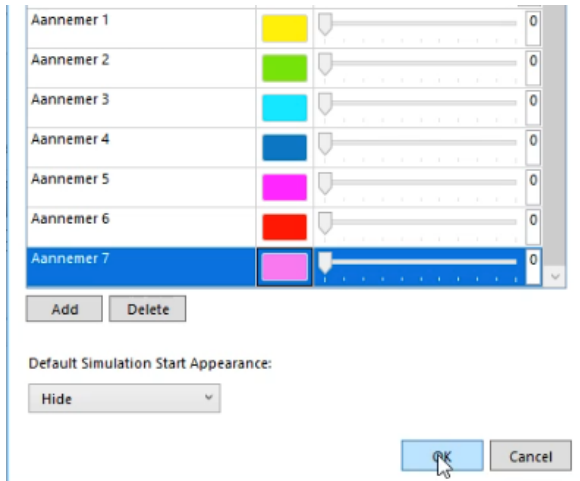 Aannemer 1 0
Aannemer 2 0
Aannemer 3 0
Aannemer 4 0
Aannemer 5 0
Aannemer 6 0
Aannemer 7 0
Add Delete
Default Simulation Start Appearance:
Hide
OK Cancel